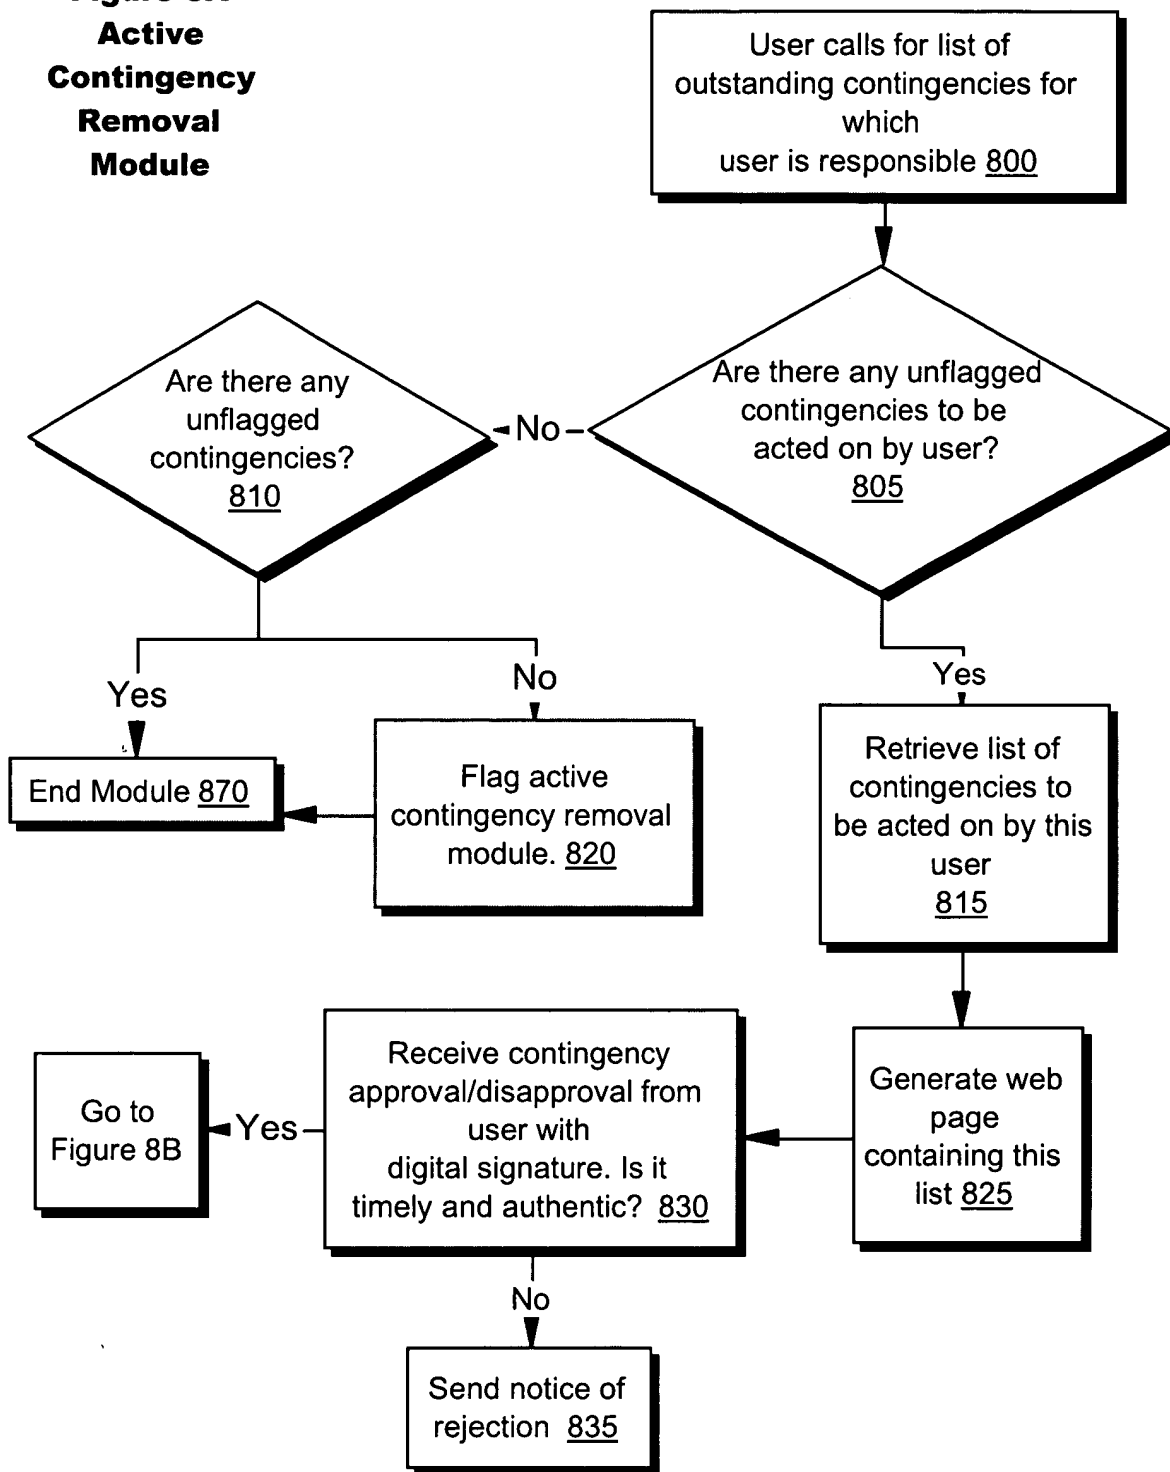 Active
Contingency
Removal
Module
User calls for list of
outstanding contingencies for
which
user is responsible 800
Are there any
unflagged
contingencies?
810
No
Are there any unflagged
contingencies to be
acted on by user?
805
Yes
No
Yes
End Module 870
Flag active
contingency removal
module. 820
Retrieve list of
contingencies to
be acted on by this
user
815
Go to
Figure 8B
Yes
Receive contingency
approval/disapproval from
user with
digital signature. Is it
timely and authentic? 830
Generate web
page
containing this
list 825
No
Send notice of
rejection 835